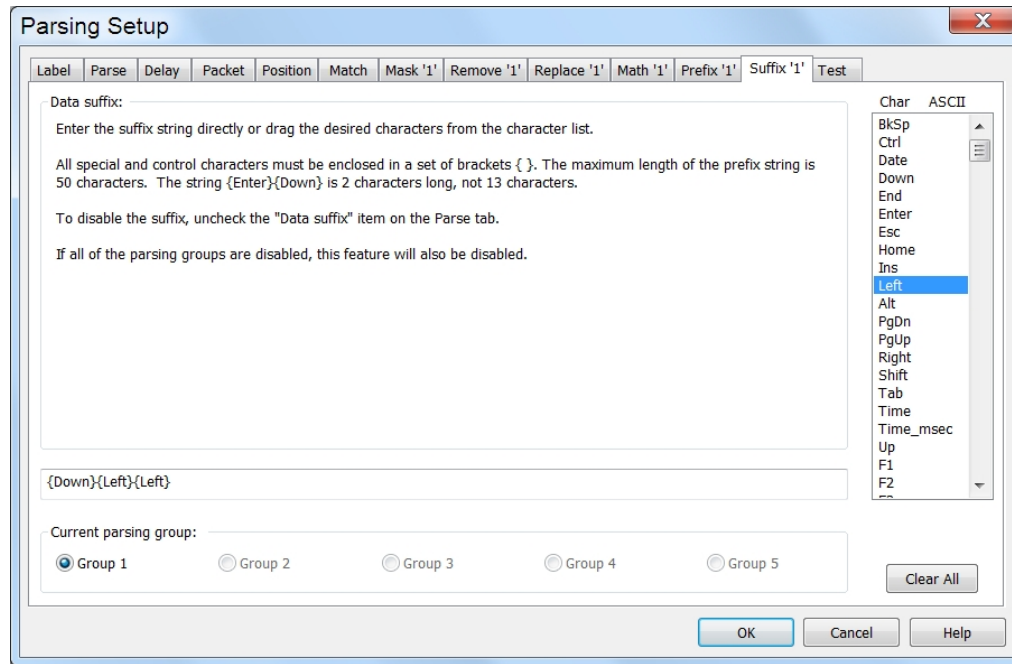 Parsing Setup
X
Label Parse Delay Packet Position Match Mask '1' Remove '1' Replace '1' Math '1' Prefix '1' Suffix '1' Test
Data suffix:
Enter the suffix string directly or drag the desired characters from the character list.
All special and control characters must be enclosed in a set of brackets { }. The maximum length of the prefix string is
50 characters.  The string {Enter}{Down} is 2 characters long, not 13 characters.
To disable the suffix, uncheck the "Data suffix" item on the Parse tab.
If all of the parsing groups are disabled, this feature will also be disabled.
Char ASCII
BkSp
Ctrl
Date
Down
End
Enter
Esc
Home
Ins
Left
Alt
PgDn
PgUp
Right
Shift
Tab
Time
Time_msec
Up
F1
F2
{Down}{Left}{Left}
Current parsing group:
Group 1 Group 2 Group 3 Group 4 Group 5
Clear All
OK Cancel Help